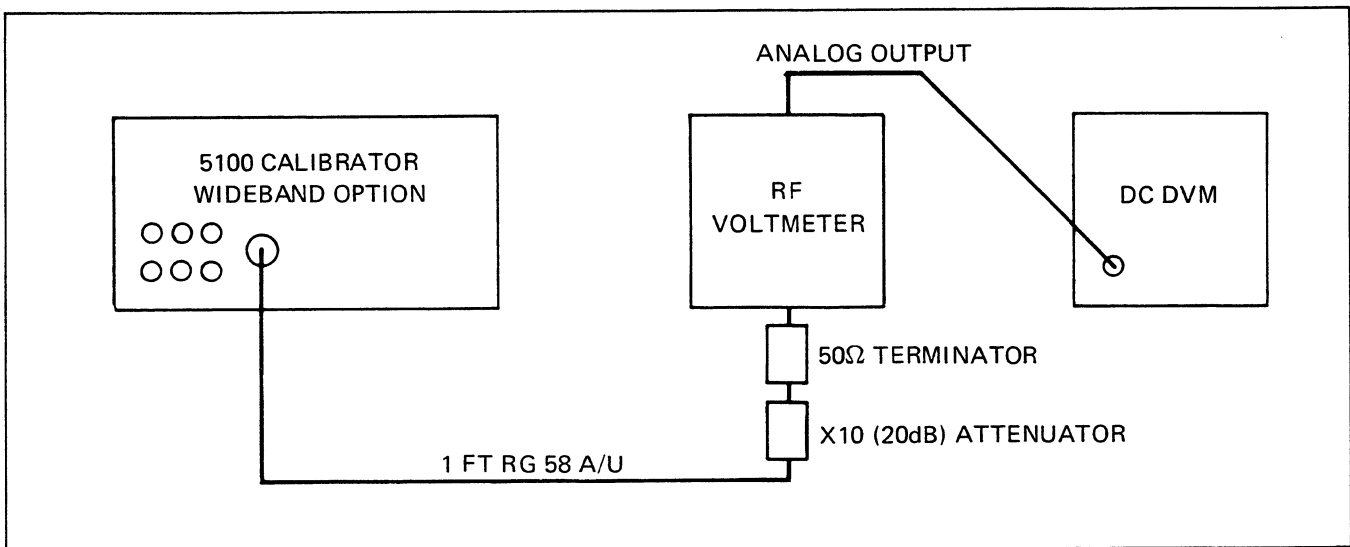 ANALOG OUTPUT
5100 CALIBRATOR
WIDEBAND OPTION
RF
VOLTMETER
DC DVM
50Ω TERMINATOR
X10 (20dB) ATTENUATOR
1 FT RG 58 A/U